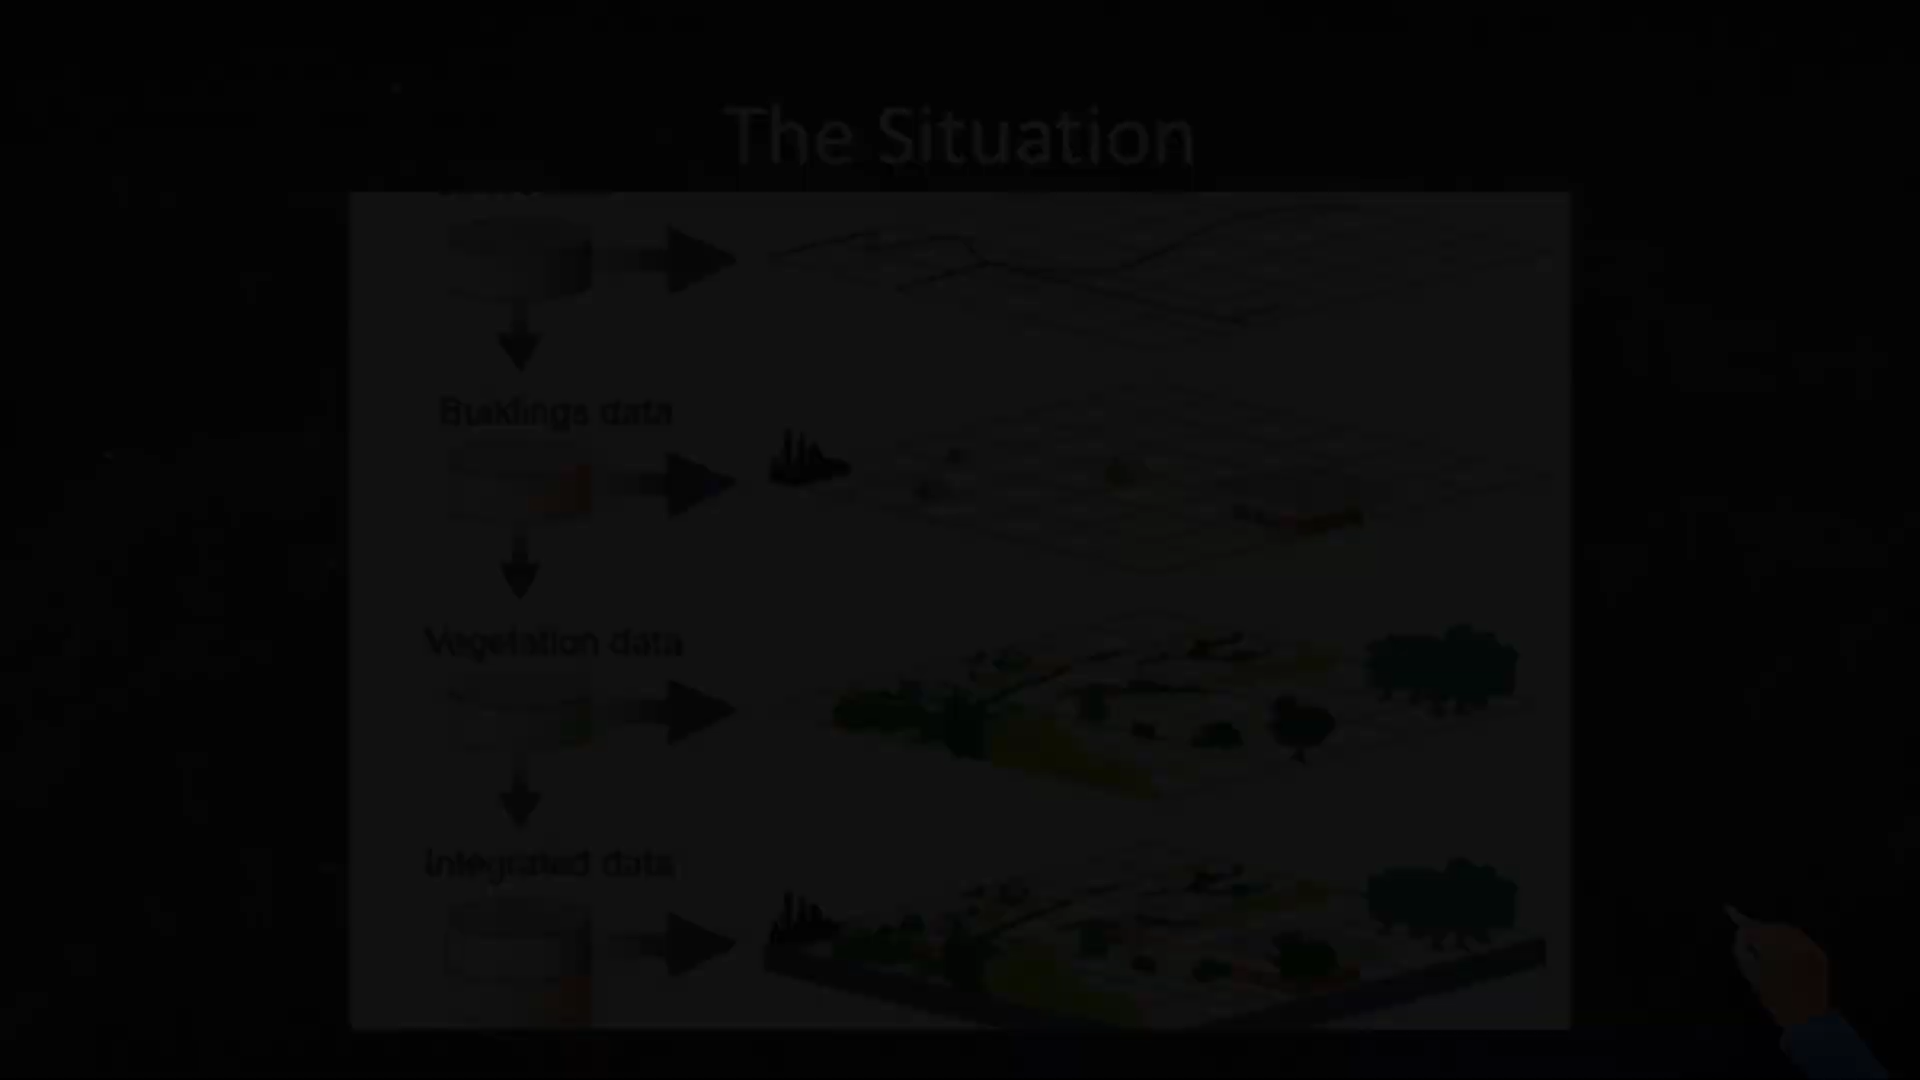 The Situation
Buildings data
Vegetation data
Integrated data